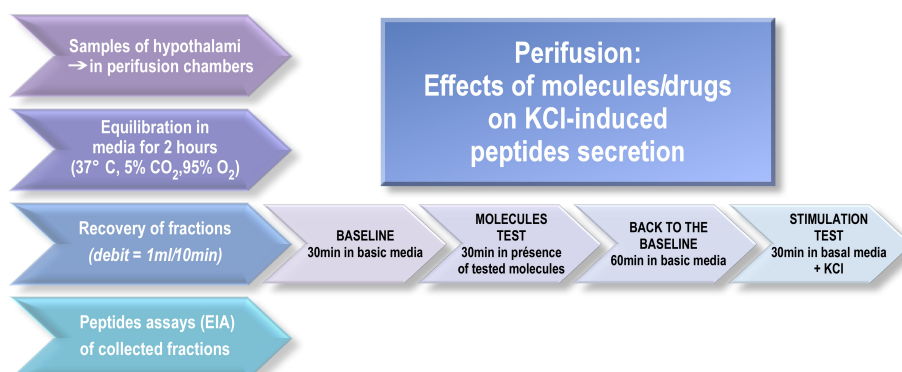 Samples of hypothalami
→ in perifusion chambers
Perifusion:
Effects of molecules/drugs
on KCl-induced
peptides secretion
Equilibration in
media for 2 hours
(37° C, 5% CO₂,95% O₂)
Recovery of fractions
(debit = 1ml/10min)
BASELINE
30min in basic media
MOLECULES
TEST
30min in présence
of tested molecules
BACK TO THE
BASELINE
60min in basic media
STIMULATION
TEST
30min in basal media
+ KCl
Peptides assays (EIA)
of collected fractions